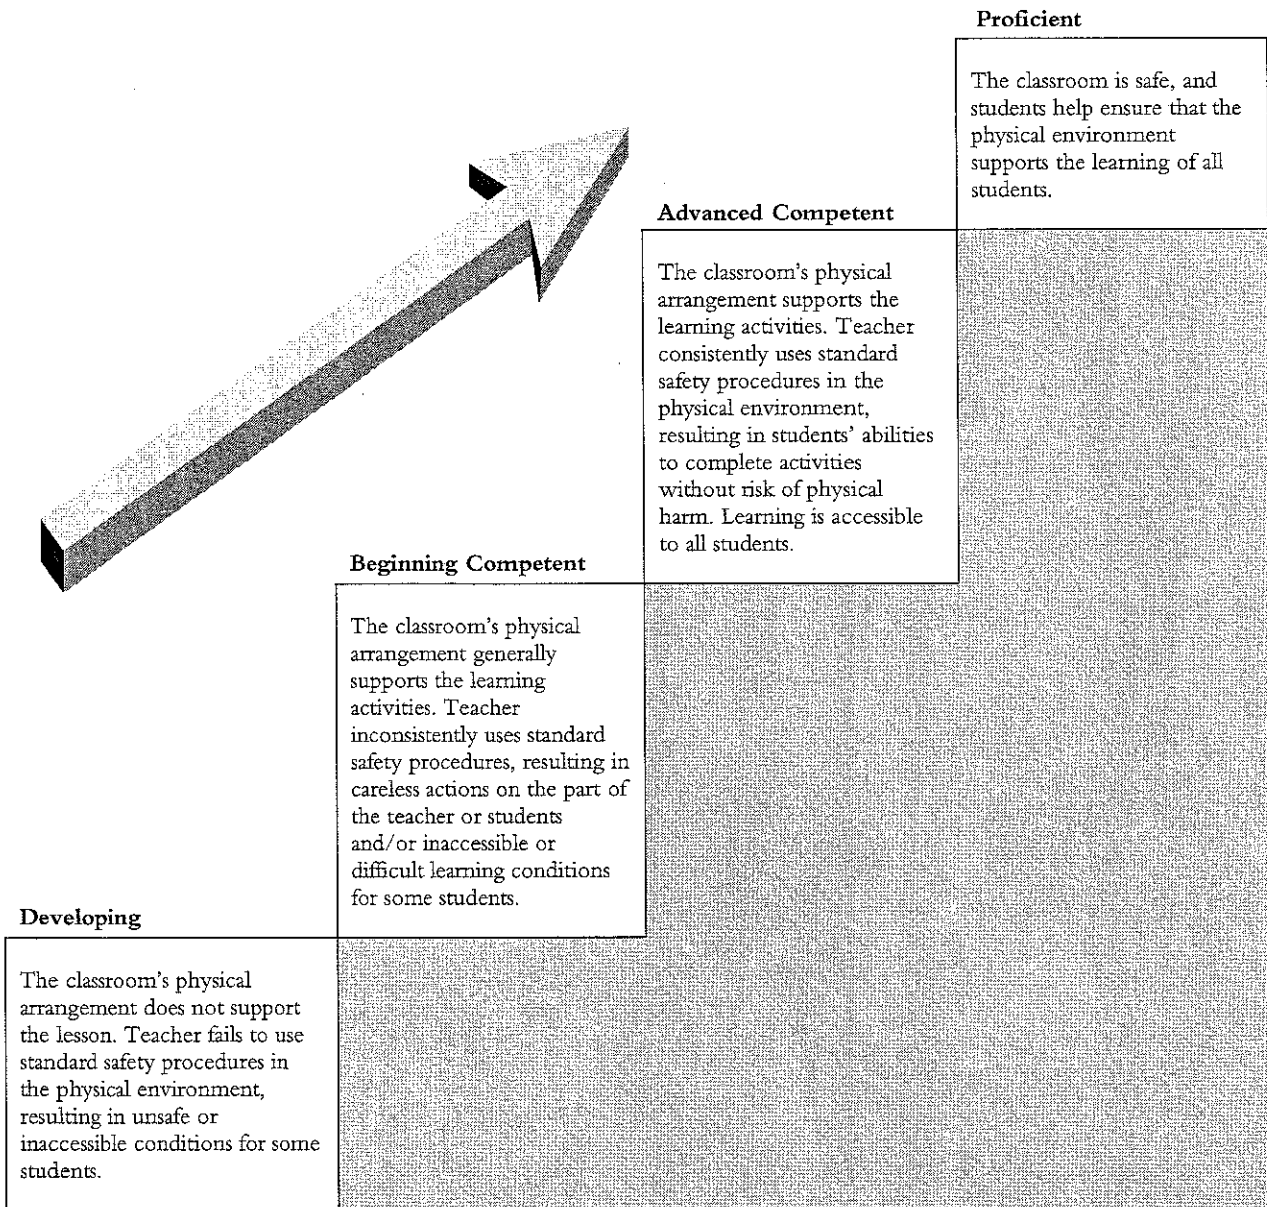 Proficient
The classroom is safe, and
students help ensure that the
physical environment
supports the learning of all
students.
Advanced Competent
The classroom's physical
arrangement supports the
learning activities. Teacher
consistently uses standard
safety procedures in the
physical environment,
resulting in students' abilities
to complete activities
without risk of physical
harm. Learning is accessible
to all students.
Beginning Competent
The classroom's physical
arrangement generally
supports the learning
activities. Teacher
inconsistently uses standard
safety procedures, resulting in
careless actions on the part of
the teacher or students
and/or inaccessible or
difficult learning conditions
for some students.
Developing
The classroom's physical
arrangement does not support
the lesson. Teacher fails to use
standard safety procedures in
the physical environment,
resulting in unsafe or
inaccessible conditions for some
students.